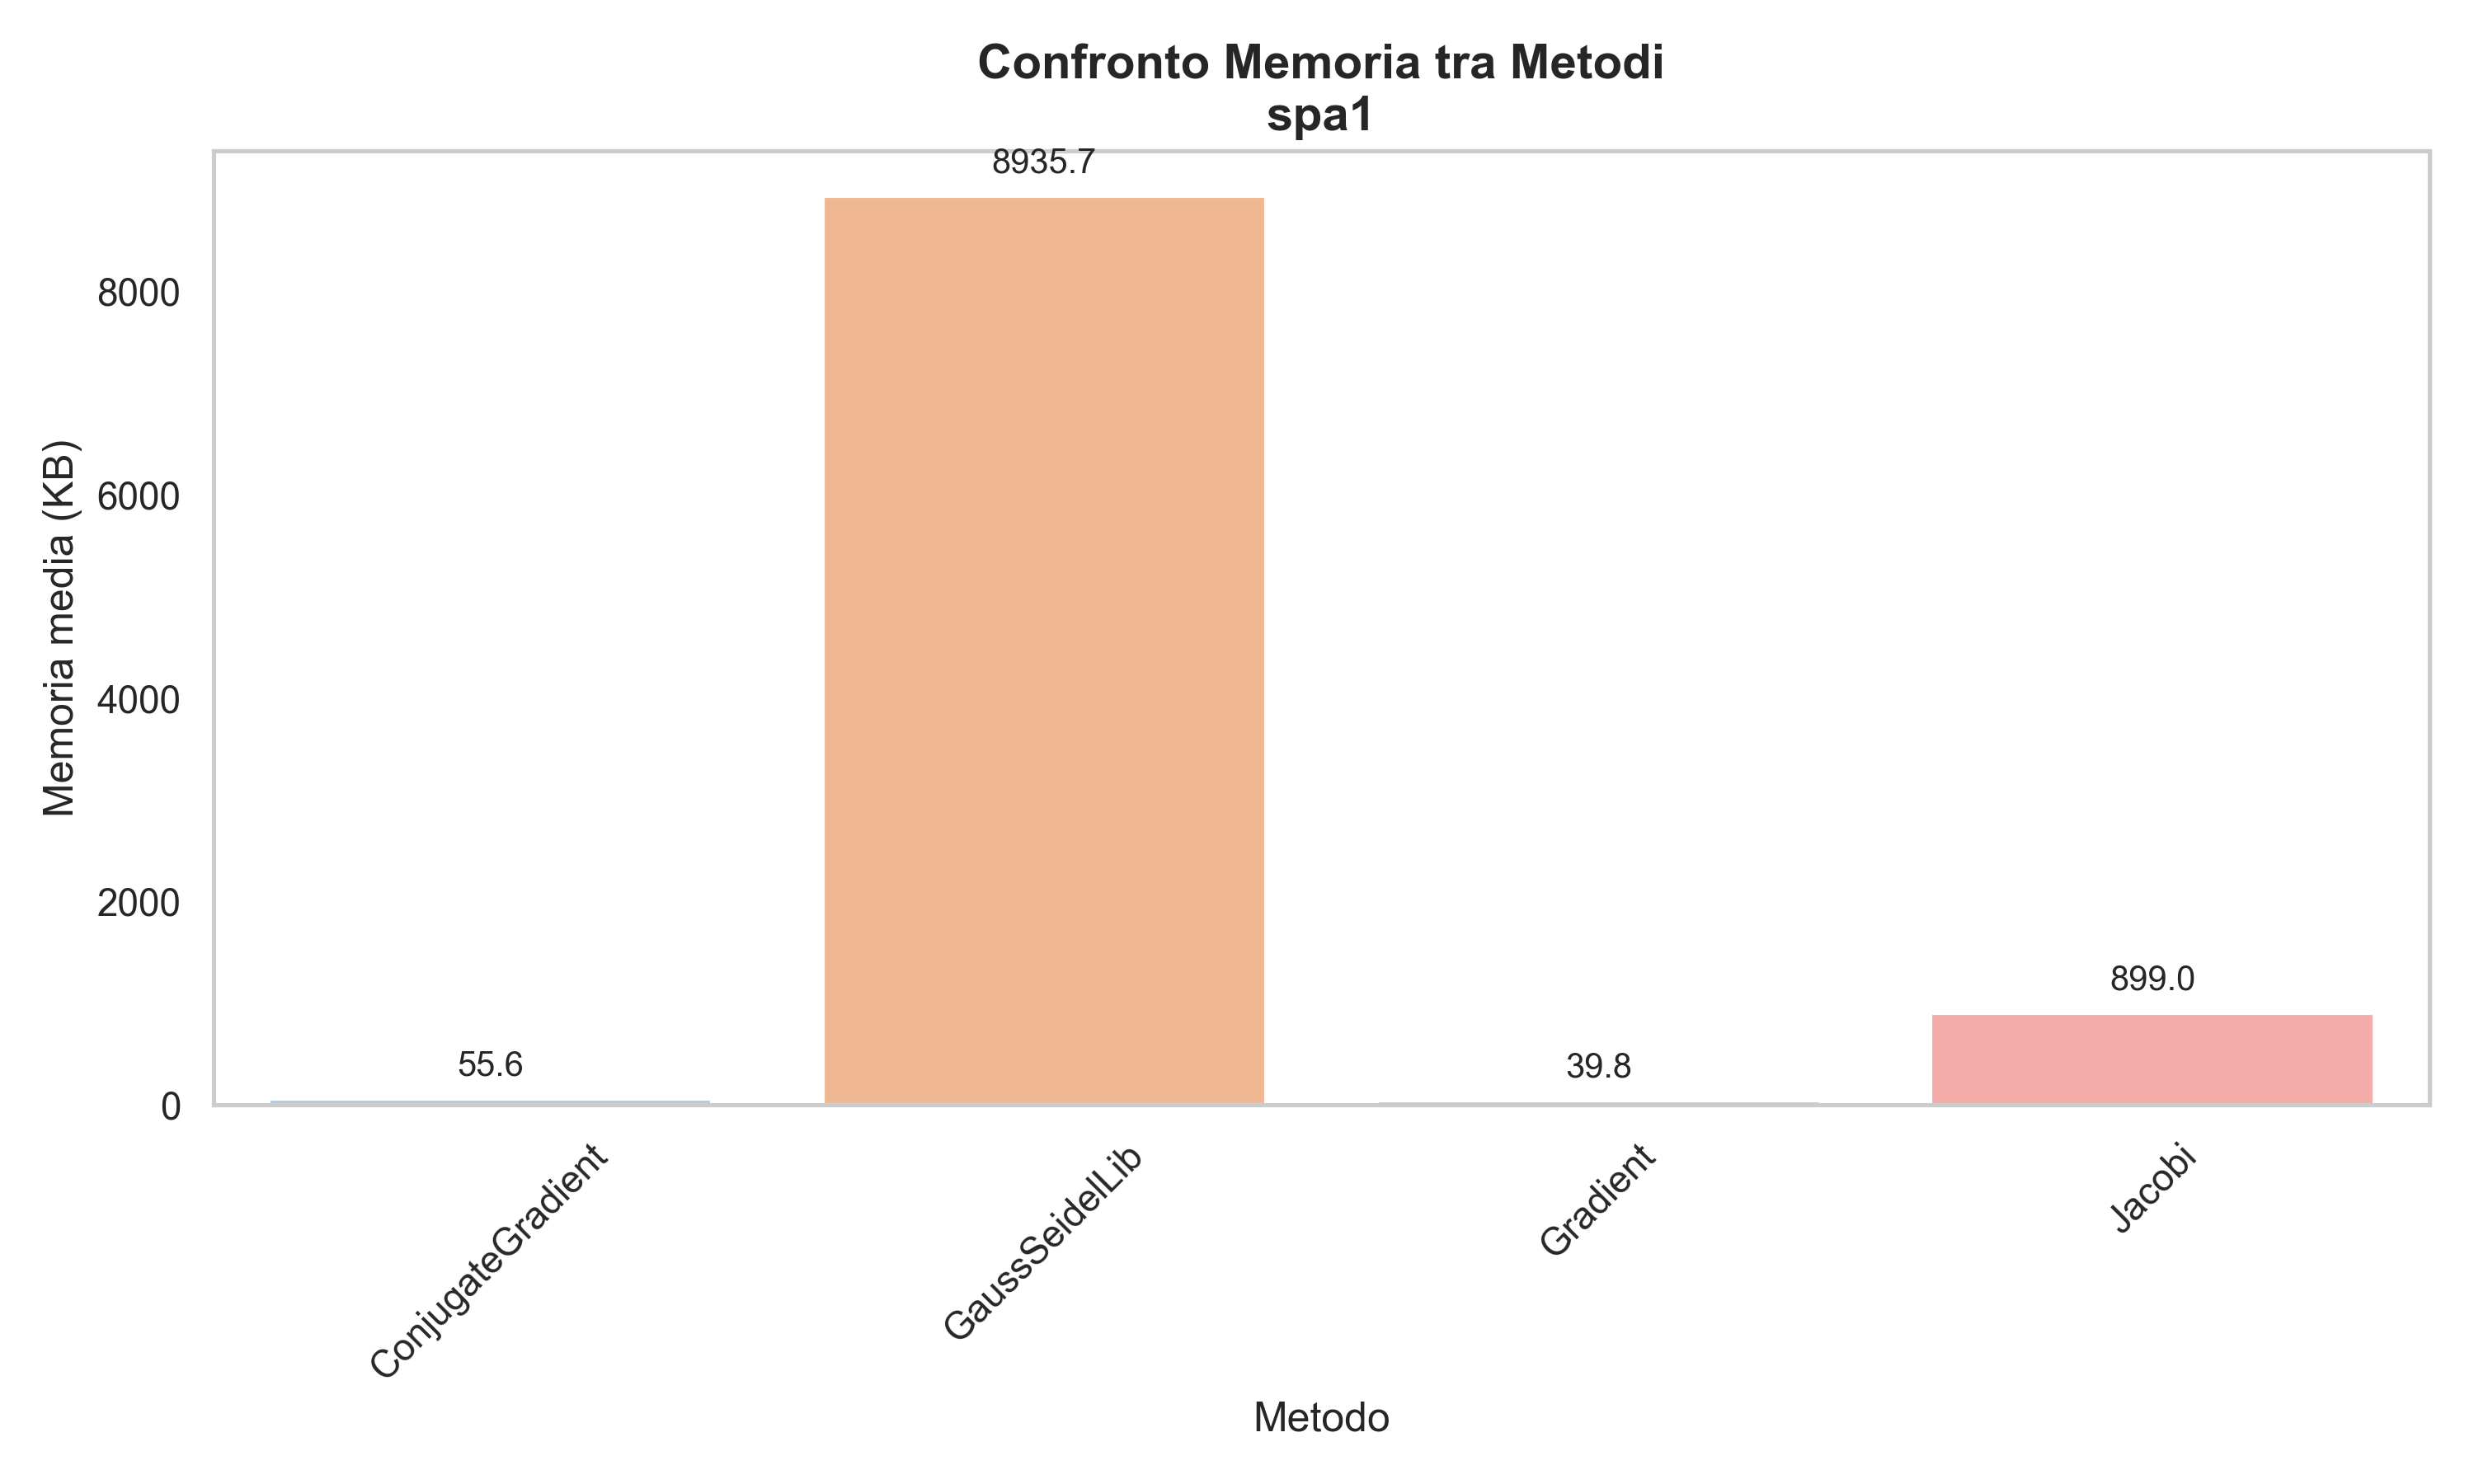 Confronto Memoria tra Metodi
spa1
8935.7
8000
6000
4000
2000
0
Memoria media (KB)
55.6
39.8
899.0
ConjugateGradient
GaussSeidelLib
Gradient
Jacobi
Metodo